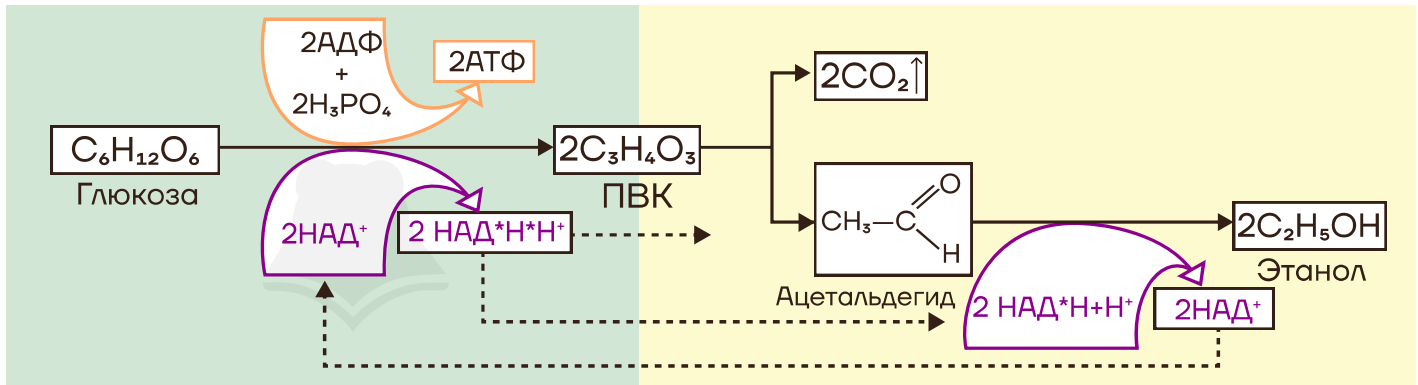 2АДФ
+
2H₃PO₄
2АТФ
C₆H₁₂O₆
Глюкоза
2C₃H₄O₃
ПВК
2НАД⁺
2 НАД*Н*Н⁺
2CO₂↑
CH₃—C
O
H
Ацетальдегид
2 НАД*Н+Н⁺
2НАД⁺
2C₂H₅OH
Этанол